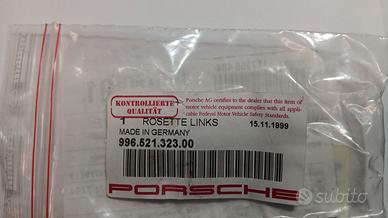 KONTROLLIERTE
QUALITÄT
Porsche AG certifies to the dealer that this item of
motor vehicle equipment complies with all appli-
cable Federal Motor Vehicle Safety Standards.
1 ROSETTE LINKS 15.11.1999
MADE IN GERMANY
996.521.323.00
PORSCHE
subito